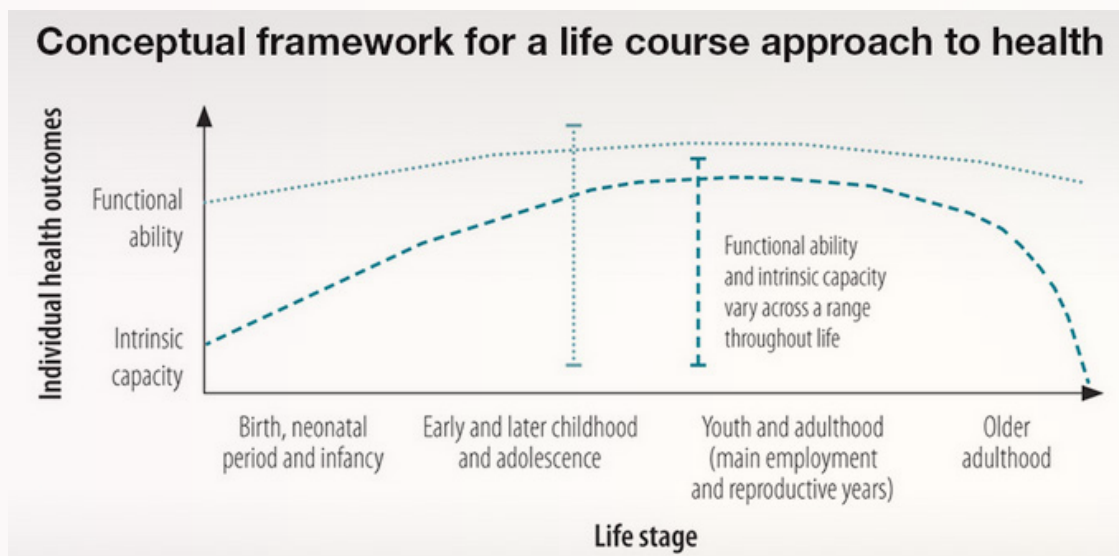 Conceptual framework for a life course approach to health
Individual health outcomes
Functional
ability
Intrinsic
capacity
Functional ability
and intrinsic capacity
vary across a range
throughout life
Birth, neonatal
period and infancy
Early and later childhood
and adolescence
Youth and adulthood
(main employment
and reproductive years)
Older
adulthood
Life stage